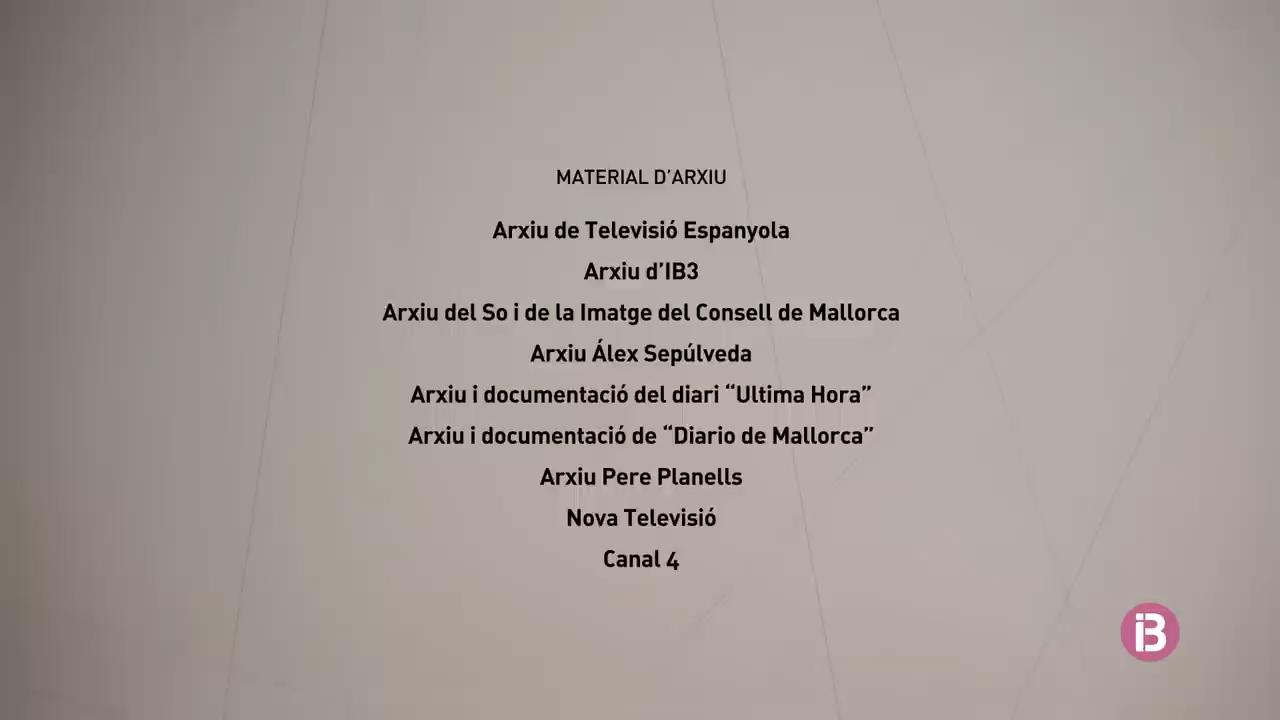 MATERIAL D'ARXIU
Arxiu de Televisió Espanyola
Arxiu d'IB3
Arxiu del So i de la Imatge del Consell de Mallorca
Arxiu Álex Sepúlveda
Arxiu i documentació del diari “Ultima Hora”
Arxiu i documentació de “Diario de Mallorca”
Arxiu Pere Planells
Nova Televisió
Canal 4
iB